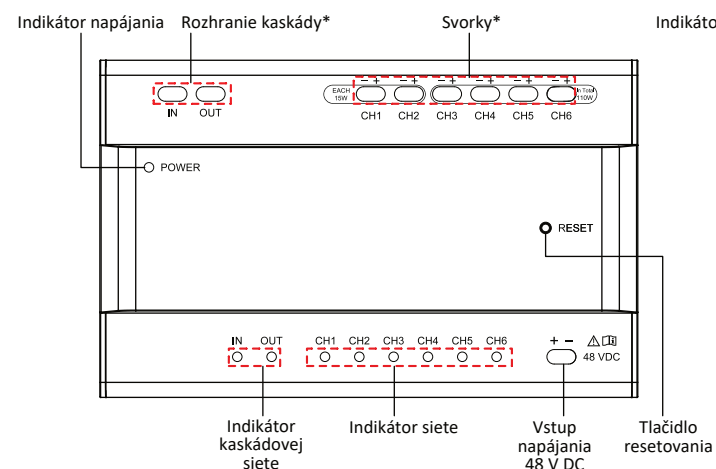 Indikátor napájania
Rozhranie kaskády*
Svorky*
Indikáto
- + - + - + - + - + - +
EACH
15W
In Total
110W
IN OUT
CH1 CH2 CH3 CH4 CH5 CH6
POWER
RESET
IN OUT CH1 CH2 CH3 CH4 CH5 CH6
+ -
48 VDC
Indikátor
kaskádovej
siete
Indikátor siete
Vstup
napájania
48 V DC
Tlačidlo
resetovania